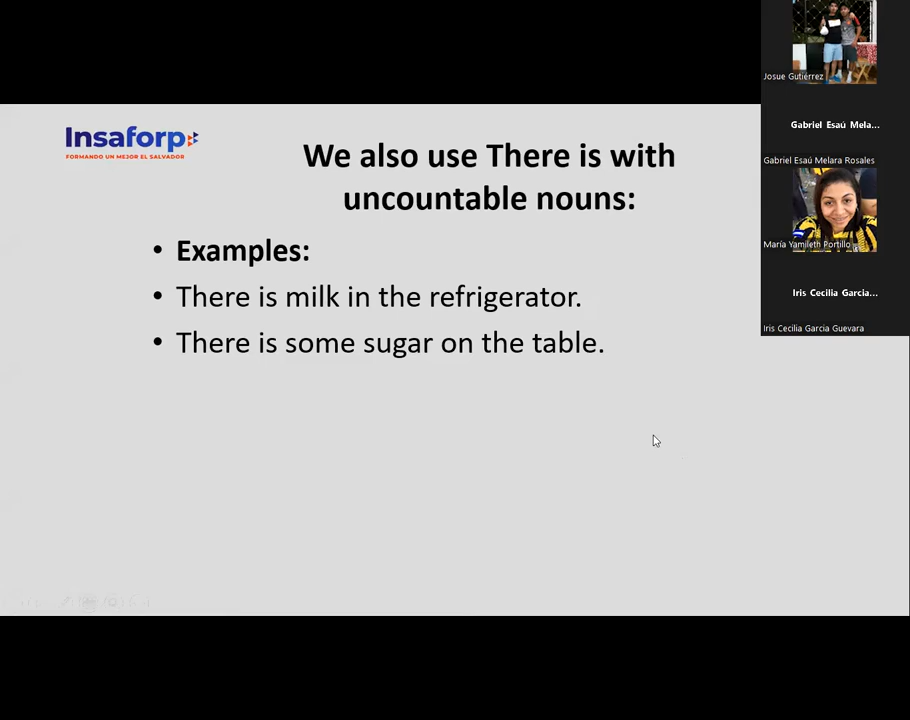 Insaforp
FORMANDO UN MEJOR EL SALVADOR
We also use There is with
uncountable nouns:
• Examples:
• There is milk in the refrigerator.
• There is some sugar on the table.
Josue Gutiérrez
Gabriel Esaú Mela...
Gabriel Esaú Melara Rosales
María Yamileth Portillo
Iris Cecilia Garcia...
Iris Cecilia Garcia Guevara